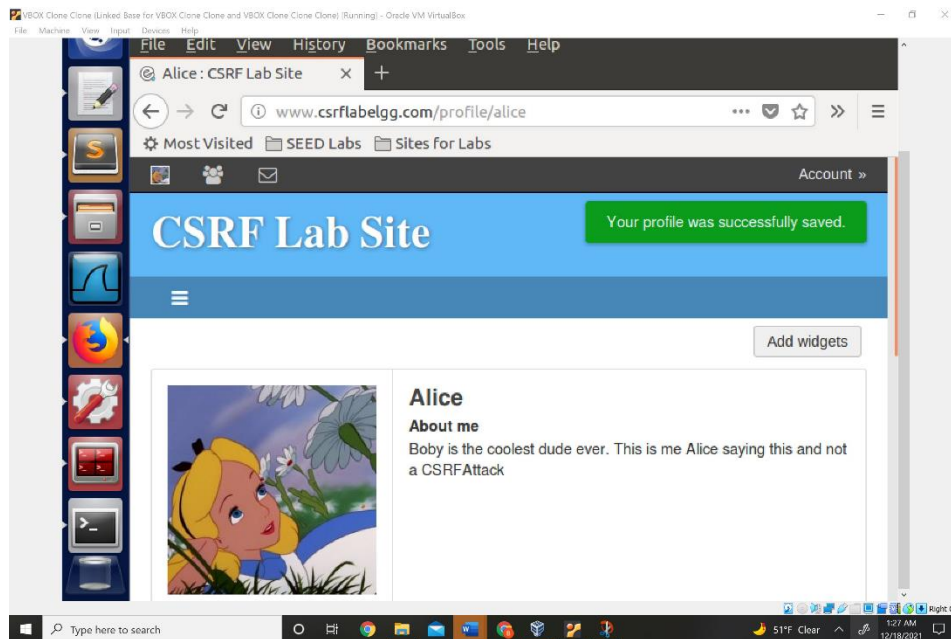 VBOX Clone Clone (Linked Base for VBOX Clone Clone and VBOX Clone Clone Clone) [Running] - Oracle VM VirtualBox
File Machine View Input Devices Help
File Edit View History Bookmarks Tools Help
Alice : CSRF Lab Site
www.csrflabelgg.com/profile/alice
Most Visited SEED Labs Sites for Labs
Account »
CSRF Lab Site
Your profile was successfully saved.
Add widgets
Alice
About me
Boby is the coolest dude ever. This is me Alice saying this and not
a CSRFAttack
Right
Type here to search
51°F Clear
1:27 AM
12/18/2021